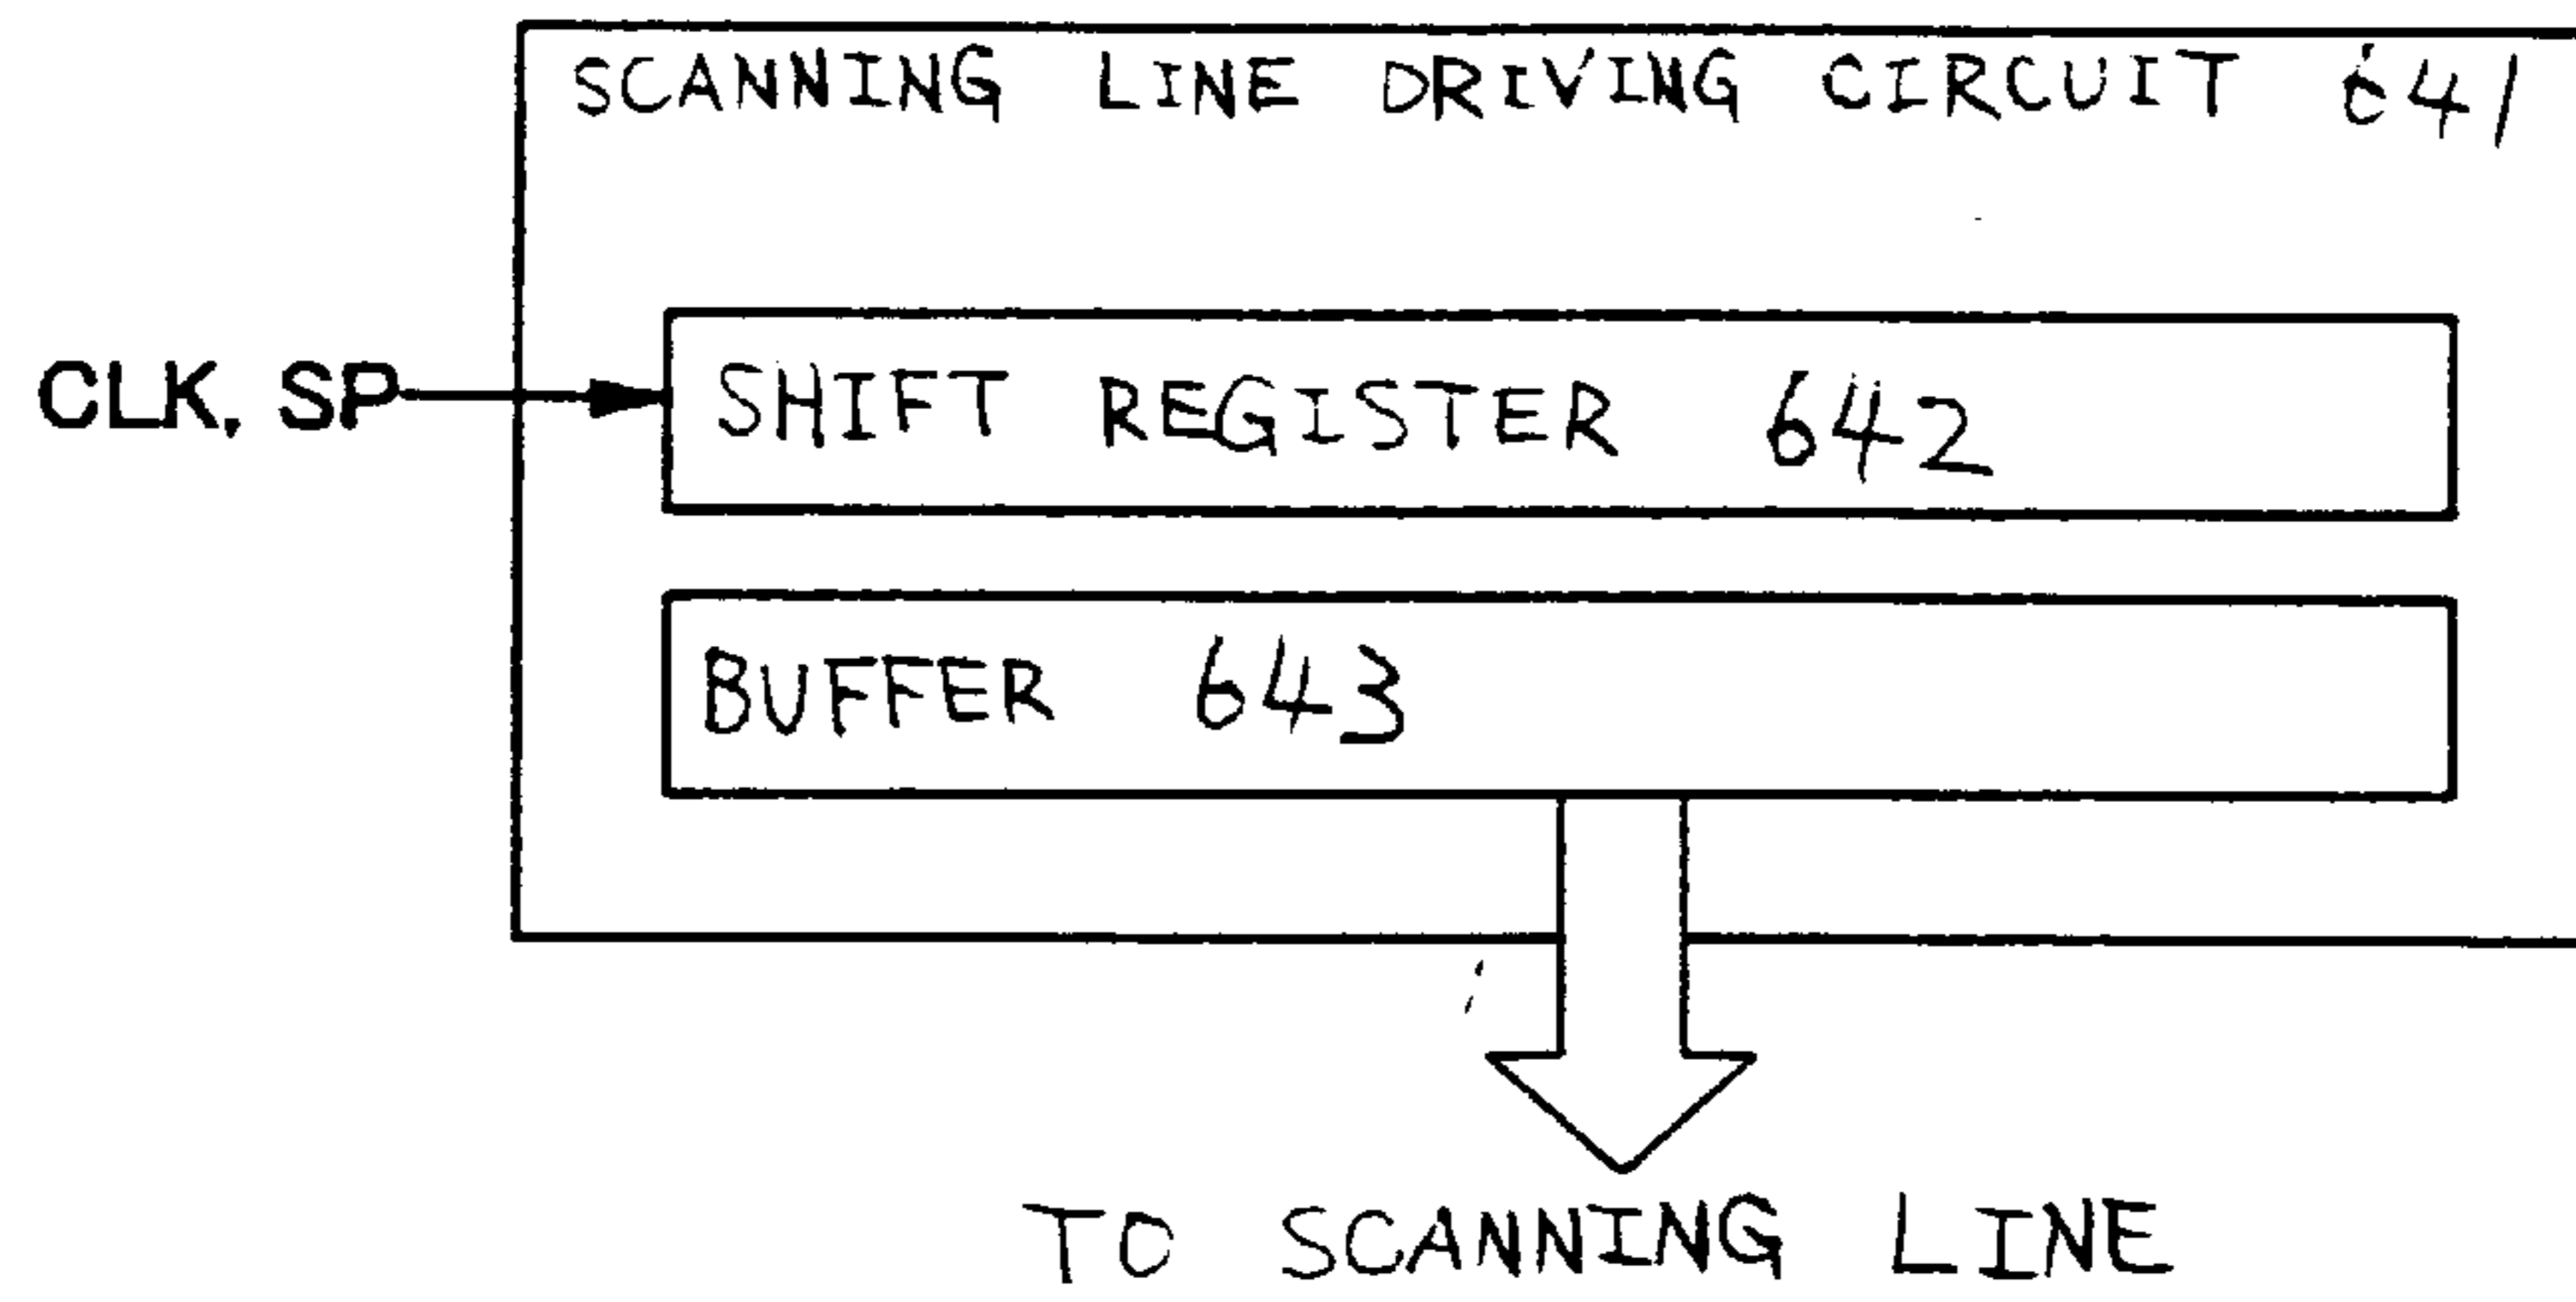 SCANNING LINE DRIVING CIRCUIT 641
CLK, SP
SHIFT REGISTER 642
BUFFER 643
TO SCANNING LINE